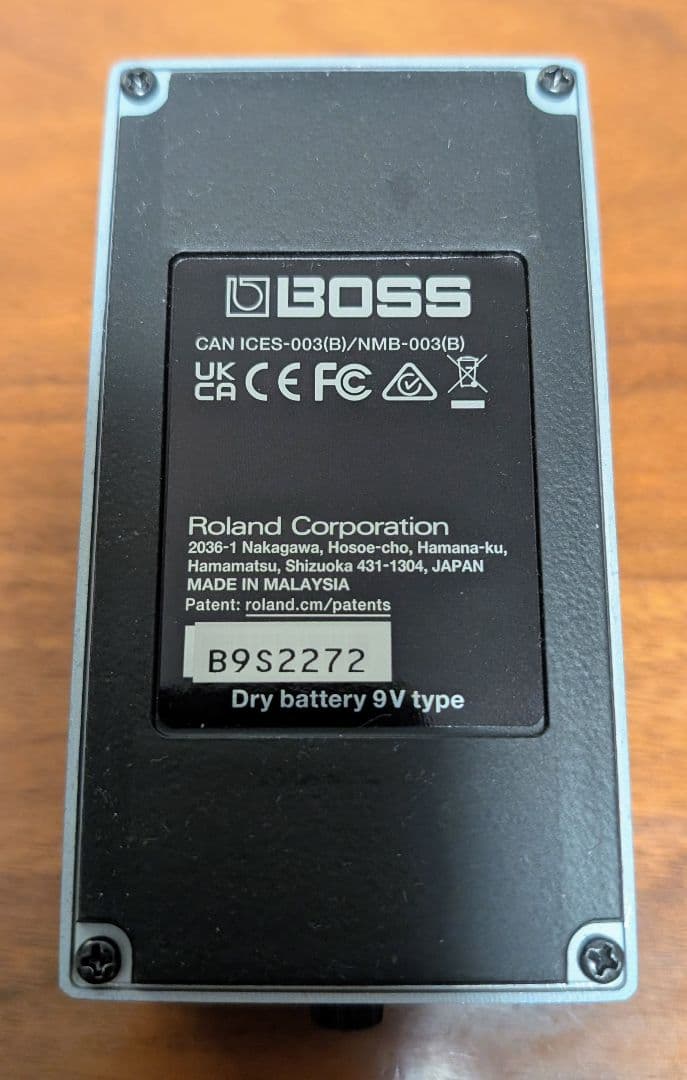 BOSS
CAN ICES-003(B)/NMB-003(B)
UK CA CE FC
Roland Corporation
2036-1 Nakagawa, Hosoe-cho, Hamana-ku,
Hamamatsu, Shizuoka 431-1304, JAPAN
MADE IN MALAYSIA
Patent: roland.cm/patents
B9S2272
Dry battery 9V type